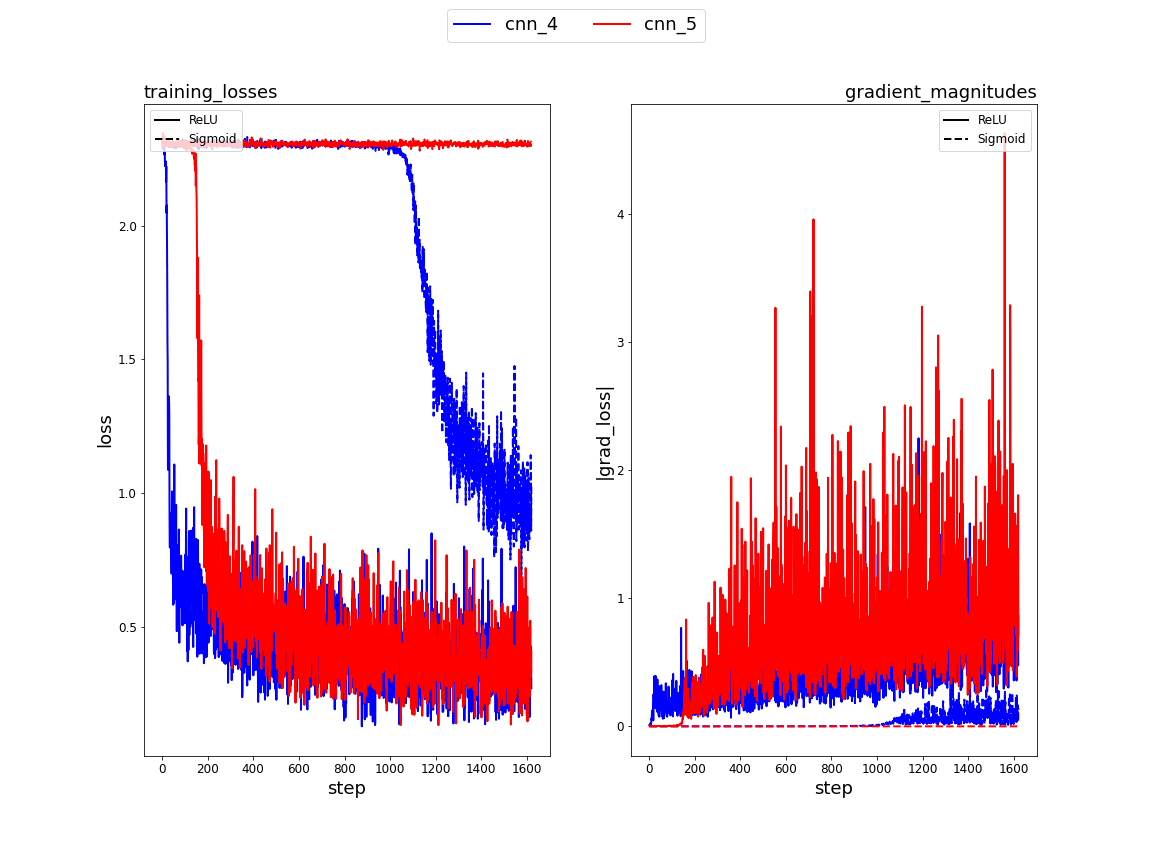 cnn_4 cnn_5
training_losses
ReLU
Sigmoid
loss
2.0
1.5
1.0
0.5
0 200 400 600 800 1000 1200 1400 1600
step
gradient_magnitudes
ReLU
Sigmoid
|grad_loss|
4
3
2
1
0
0 200 400 600 800 1000 1200 1400 1600
step